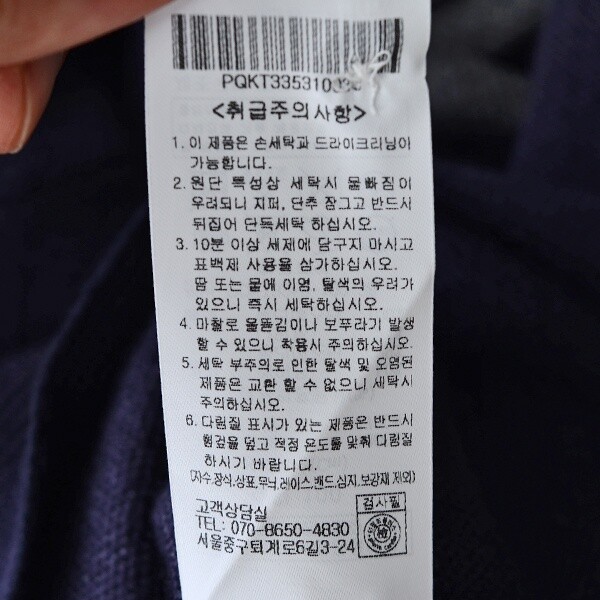 <취급주의사항>
1. 이 제품은 손세탁과 드라이크리닝이
가능합니다.
2. 원단 특성상 세탁시 물빠짐이
우려되니 지퍼, 단추 장그고 반드시
뒤집어 단독세탁 하십시오.
3. 10분 이상 세제에 담구지 마시고
표백제 사용을 삼가하십시오.
땀 또는 물에 이염, 탈색의 우려가
있으니 즉시 세탁하십시오.
4. 마찰로 올뜯김이나 보푸라기 발생
할 수 있으니 착용시 주의하십시오.
5. 세탁 부주의로 인한 탈색 및 오염된
제품은 교환 할 수 없으니 세탁시
주의하십시오.
6. 다림질 표시가 있는 제품은 반드시
헝겊을 덮고 적정 온도를 맞춰 다림질
하시기 바랍니다.
(자수,장식,상표,무늬,레이스,밴드,심지,보강재 제외)
고객상담실
검사필
TEL: 070-8650-4830
서울중구퇴계로6길3-24